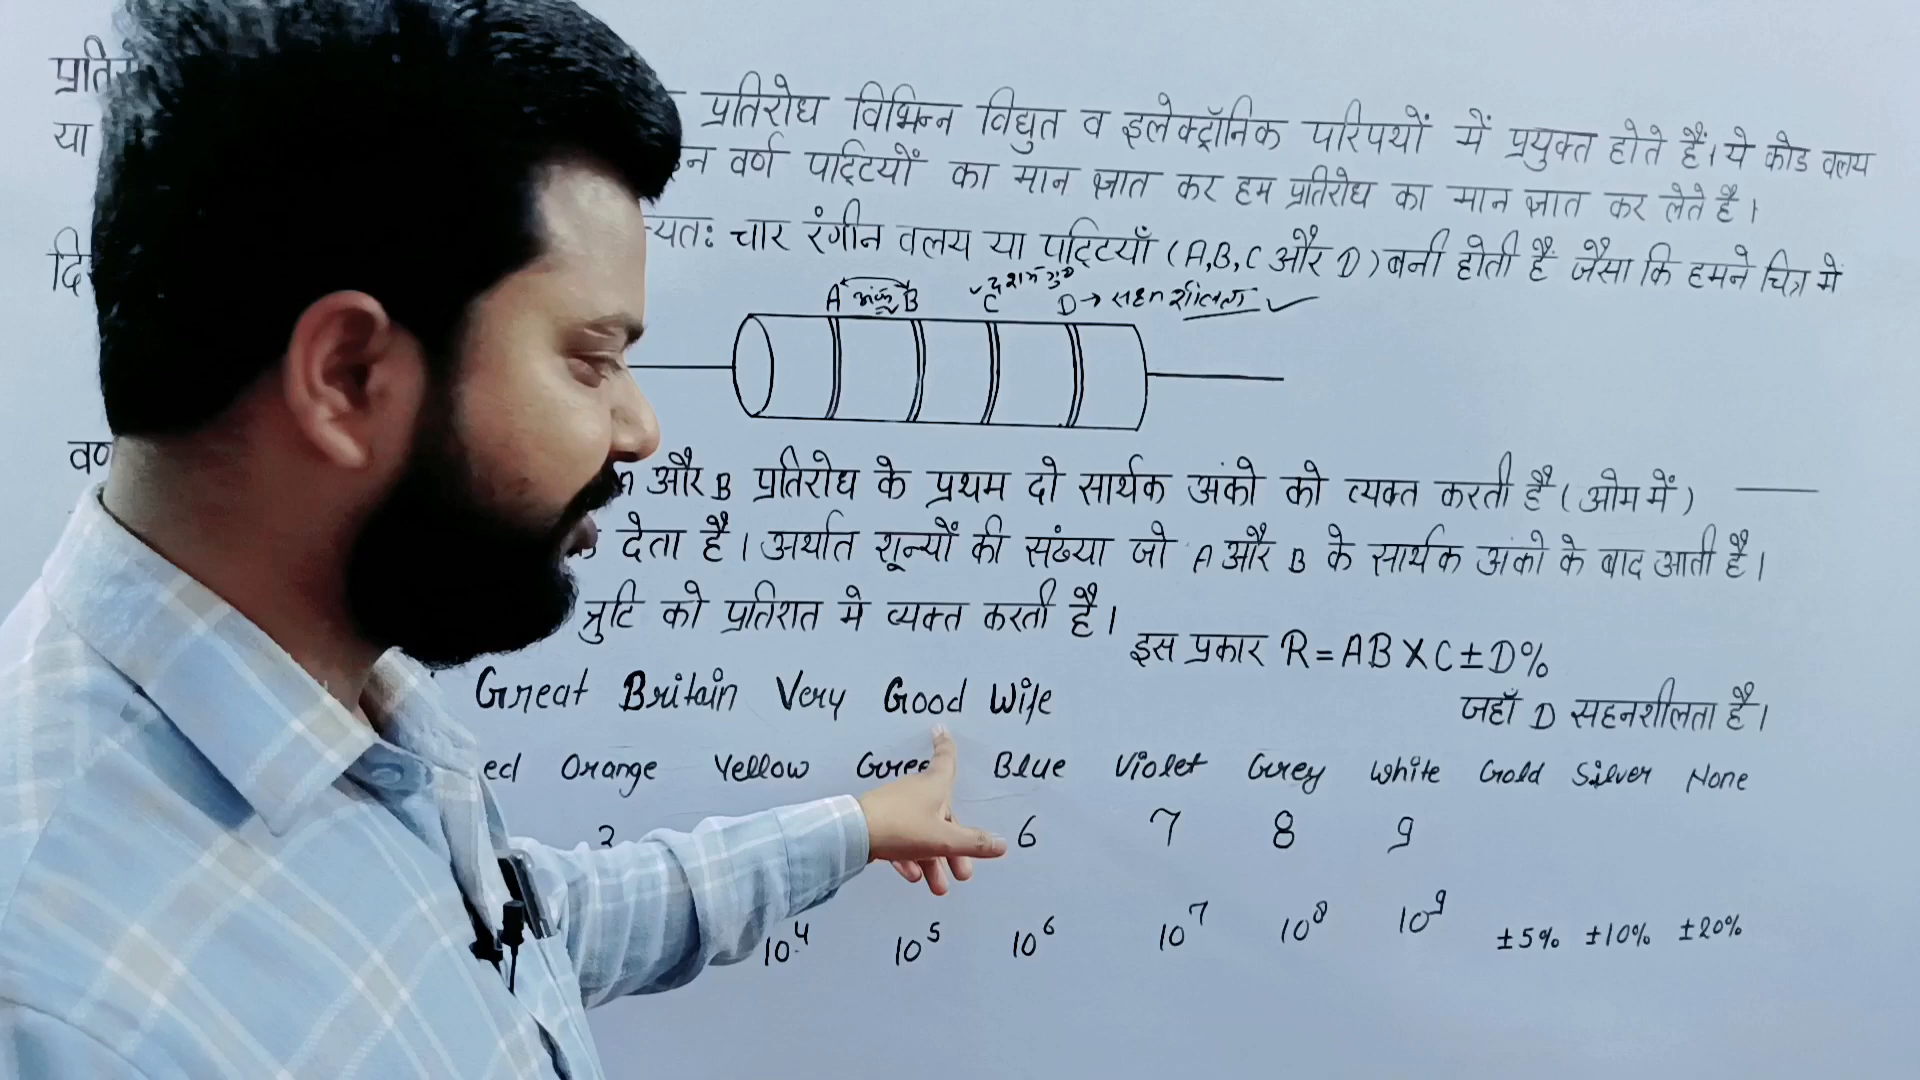 प्रतिरोध विभिन्न विद्युत व इलेक्ट्रॉनिक परिपथों में प्रयुक्त होते हैं। ये कोड वलय
या वर्ण पट्टियों का मान ज्ञात कर हम प्रतिरोध का मान ज्ञात कर लेते है।
चार रंगीन वलय या पट्टियाँ (A,B,C और D) बनी होती हैं जैसा कि हमने चित्र में
A अंक B C D → सहनशीलता ✓
और B प्रतिरोध के प्रथम दो सार्थक अंको को व्यक्त करती हैं (ओम में)
देता है। अर्थात शून्यों की संख्या जो A और B के सार्थक अंको के बाद आती है।
त्रुटि को प्रतिशत मे व्यक्त करती है।
इस प्रकार R=AB×C±D%
Great Britain Very Good Wife
जहाँ D सहनशीलता है।
Orange Yellow Blue Violet Grey White Gold Silver None
6 7 8 9
10⁴ 10⁵ 10⁶ 10⁷ 10⁸ 10⁹ ±5% ±10% ±20%